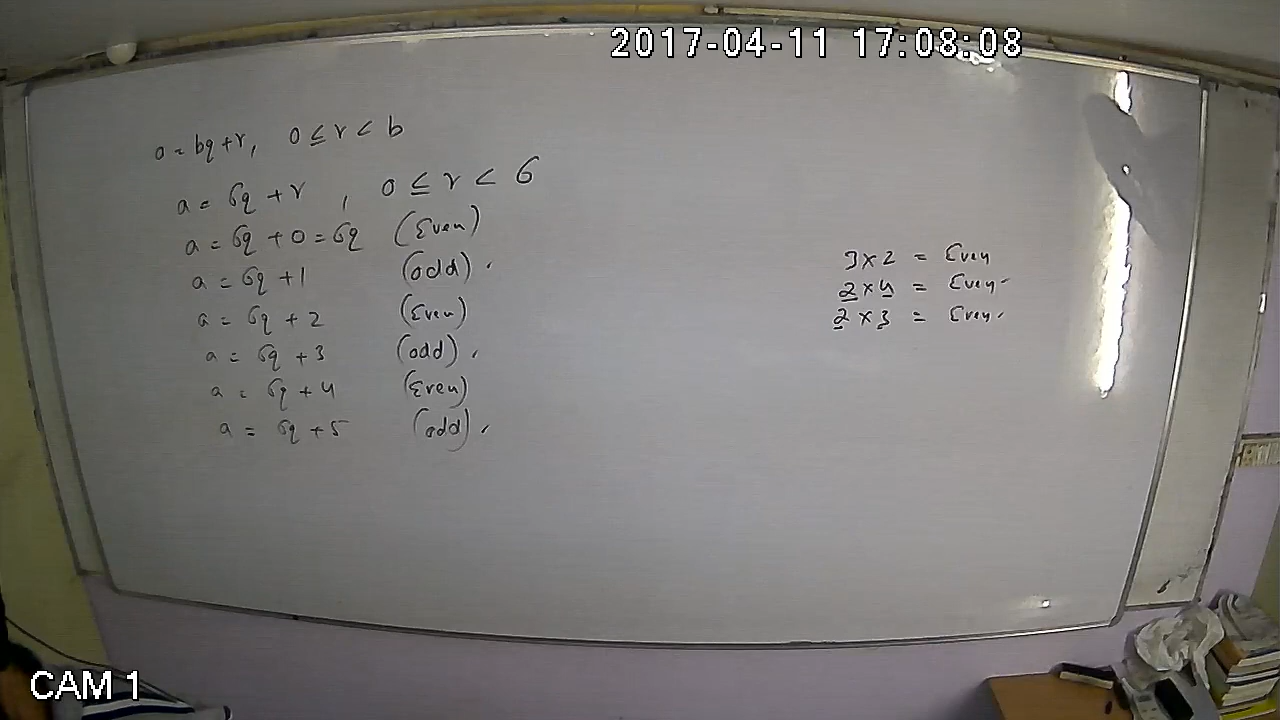 2017-04-11 17:08:08
a = bq + r, 0 ≤ r < b
a = 6q + r , 0 ≤ r < 6
a = 6q + 0 = 6q (Even)
a = 6q + 1 (odd)
a = 6q + 2 (Even)
a = 6q + 3 (odd)
a = 6q + 4 (Even)
a = 6q + 5 (odd)
3 × 2 = Even
2 × 4 = Even
2 × 3 = Even
CAM 1